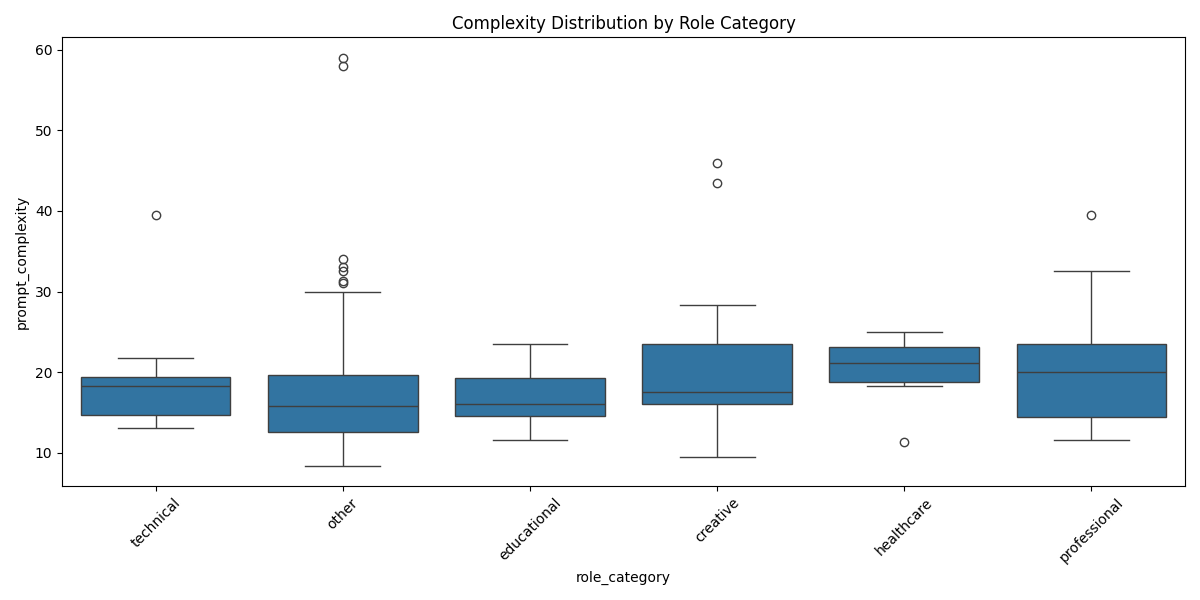 Complexity Distribution by Role Category
60
50
40
30
20
10
prompt_complexity
technical
other
educational
creative
healthcare
professional
role_category